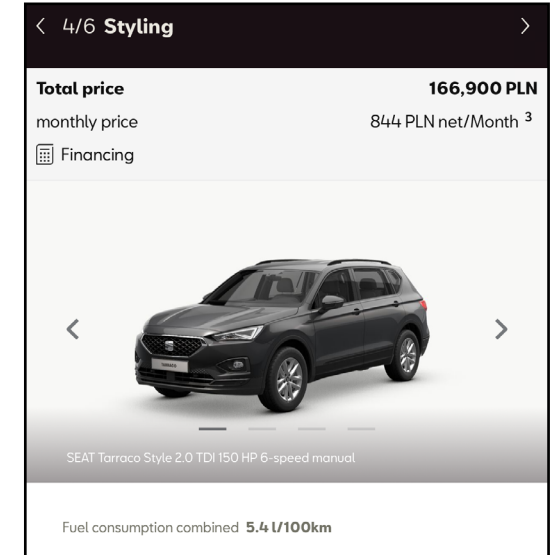 4/6 Styling
Total price 166,900 PLN
monthly price 844 PLN net/Month 3
Financing
TARRACO
SEAT Tarraco Style 2.0 TDI 150 HP 6-speed manual
Fuel consumption combined 5.4 l/100km